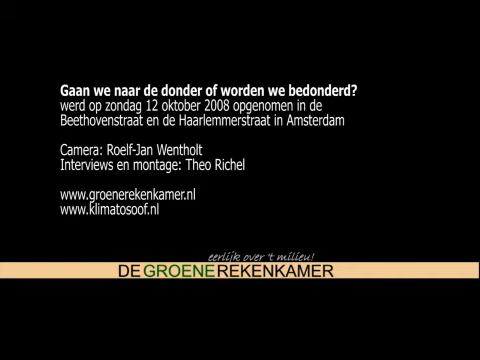 Gaan we naar de donder of worden we bedonderd?
werd op zondag 12 oktober 2008 opgenomen in de
Beethovenstraat en de Haarlemmerstraat in Amsterdam
Camera: Roelf-Jan Wentholt
Interviews en montage: Theo Richel
www.groenerekenkamer.nl
www.klimatosoof.nl
eerlijk over 't milieu!
DE GROENE REKENKAMER